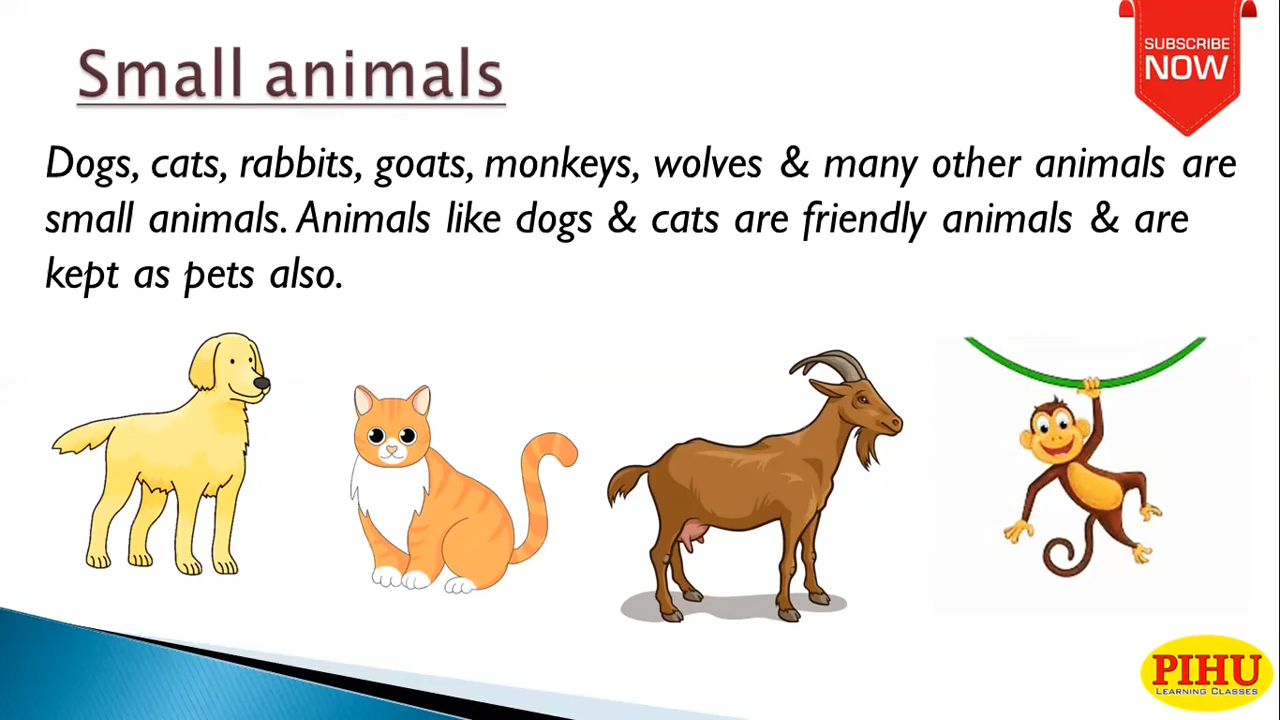 Small animals
SUBSCRIBE
NOW
Dogs, cats, rabbits, goats, monkeys, wolves & many other animals are
small animals. Animals like dogs & cats are friendly animals & are
kept as pets also.
PIHU
LEARNING CLASSES